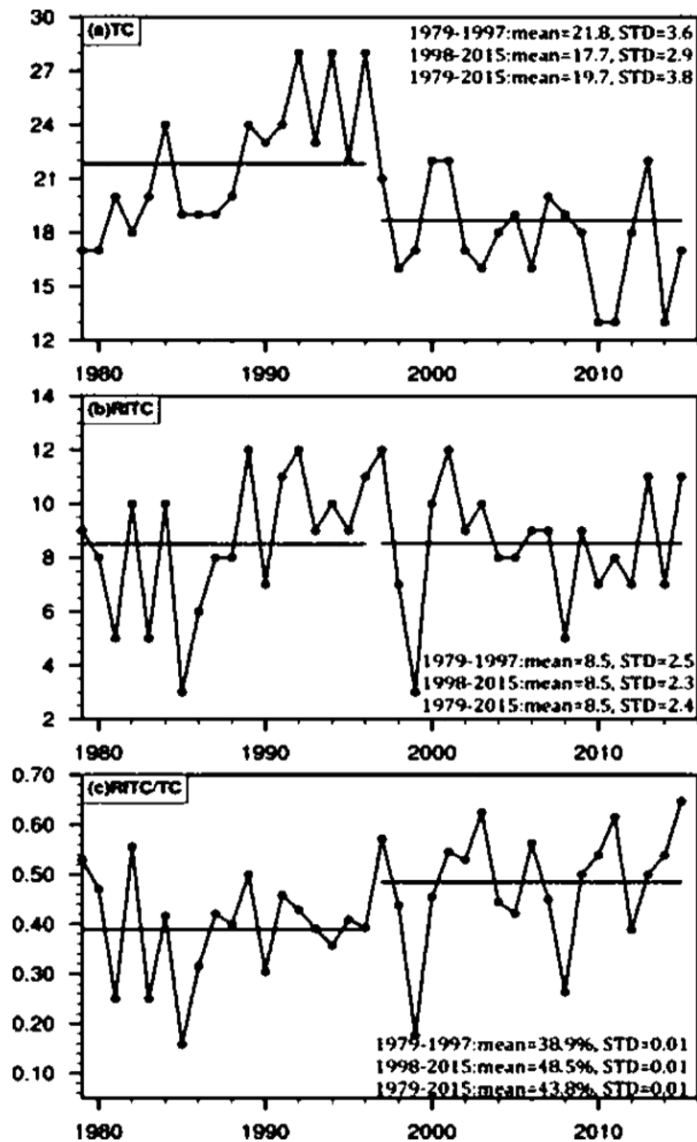 30
(a)TC
1979-1997:mean=21.8, STD=3.6
1998-2015:mean=17.7, STD=2.9
1979-2015:mean=19.7, STD=3.8
27
24
21
18
15
12
1980 1990 2000 2010
14
(b)RITC
12
10
8
6
4
2
1979-1997:mean=8.5, STD=2.5
1998-2015:mean=8.5, STD=2.3
1979-2015:mean=8.5, STD=2.4
1980 1990 2000 2010
0.70
(c)RITC/TC
0.60
0.50
0.40
0.30
0.20
0.10
1979-1997:mean=38.9%, STD=0.01
1998-2015:mean=48.5%, STD=0.01
1979-2015:mean=43.8%, STD=0.01
1980 1990 2000 2010